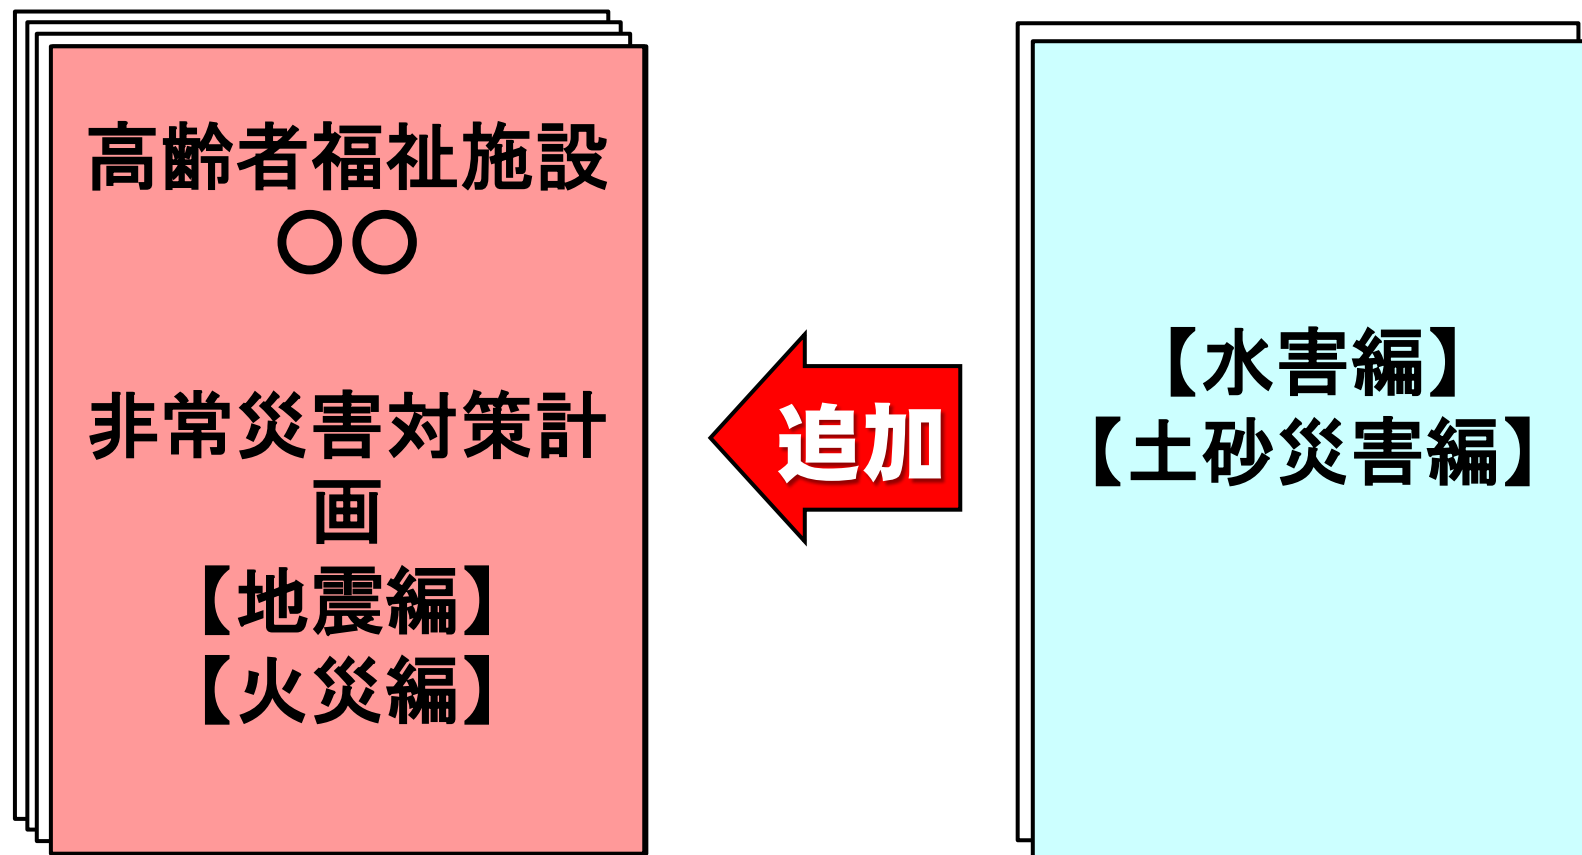 高齢者福祉施設
〇〇
非常災害対策計
画
【地震編】
【火災編】
追加
【水害編】
【土砂災害編】